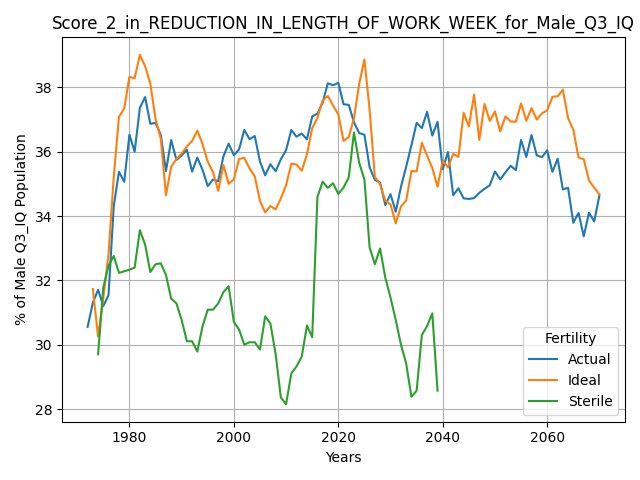 Score_2_in_REDUCTION_IN_LENGTH_OF_WORK_WEEK_for_Male_Q3_IQ
% of Male Q3_IQ Population
38
36
34
32
30
28
1980
2000
2020
2040
2060
Years
Fertility
Actual
Ideal
Sterile